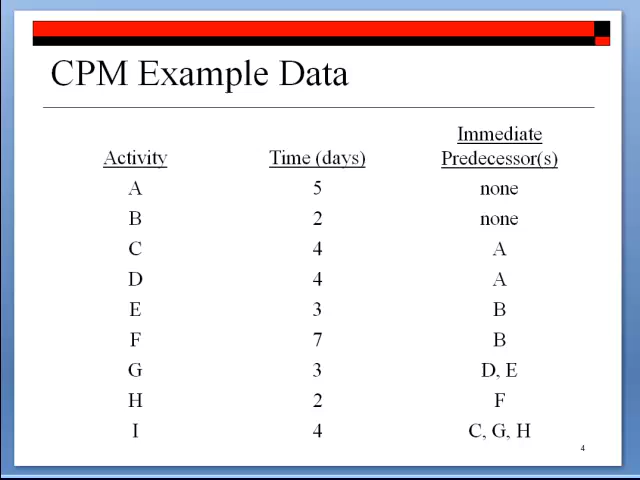 CPM Example Data
Immediate
Activity Time (days) Predecessor(s)
A 5 none
B 2 none
C 4 A
D 4 A
E 3 B
F 7 B
G 3 D, E
H 2 F
I 4 C, G, H
4